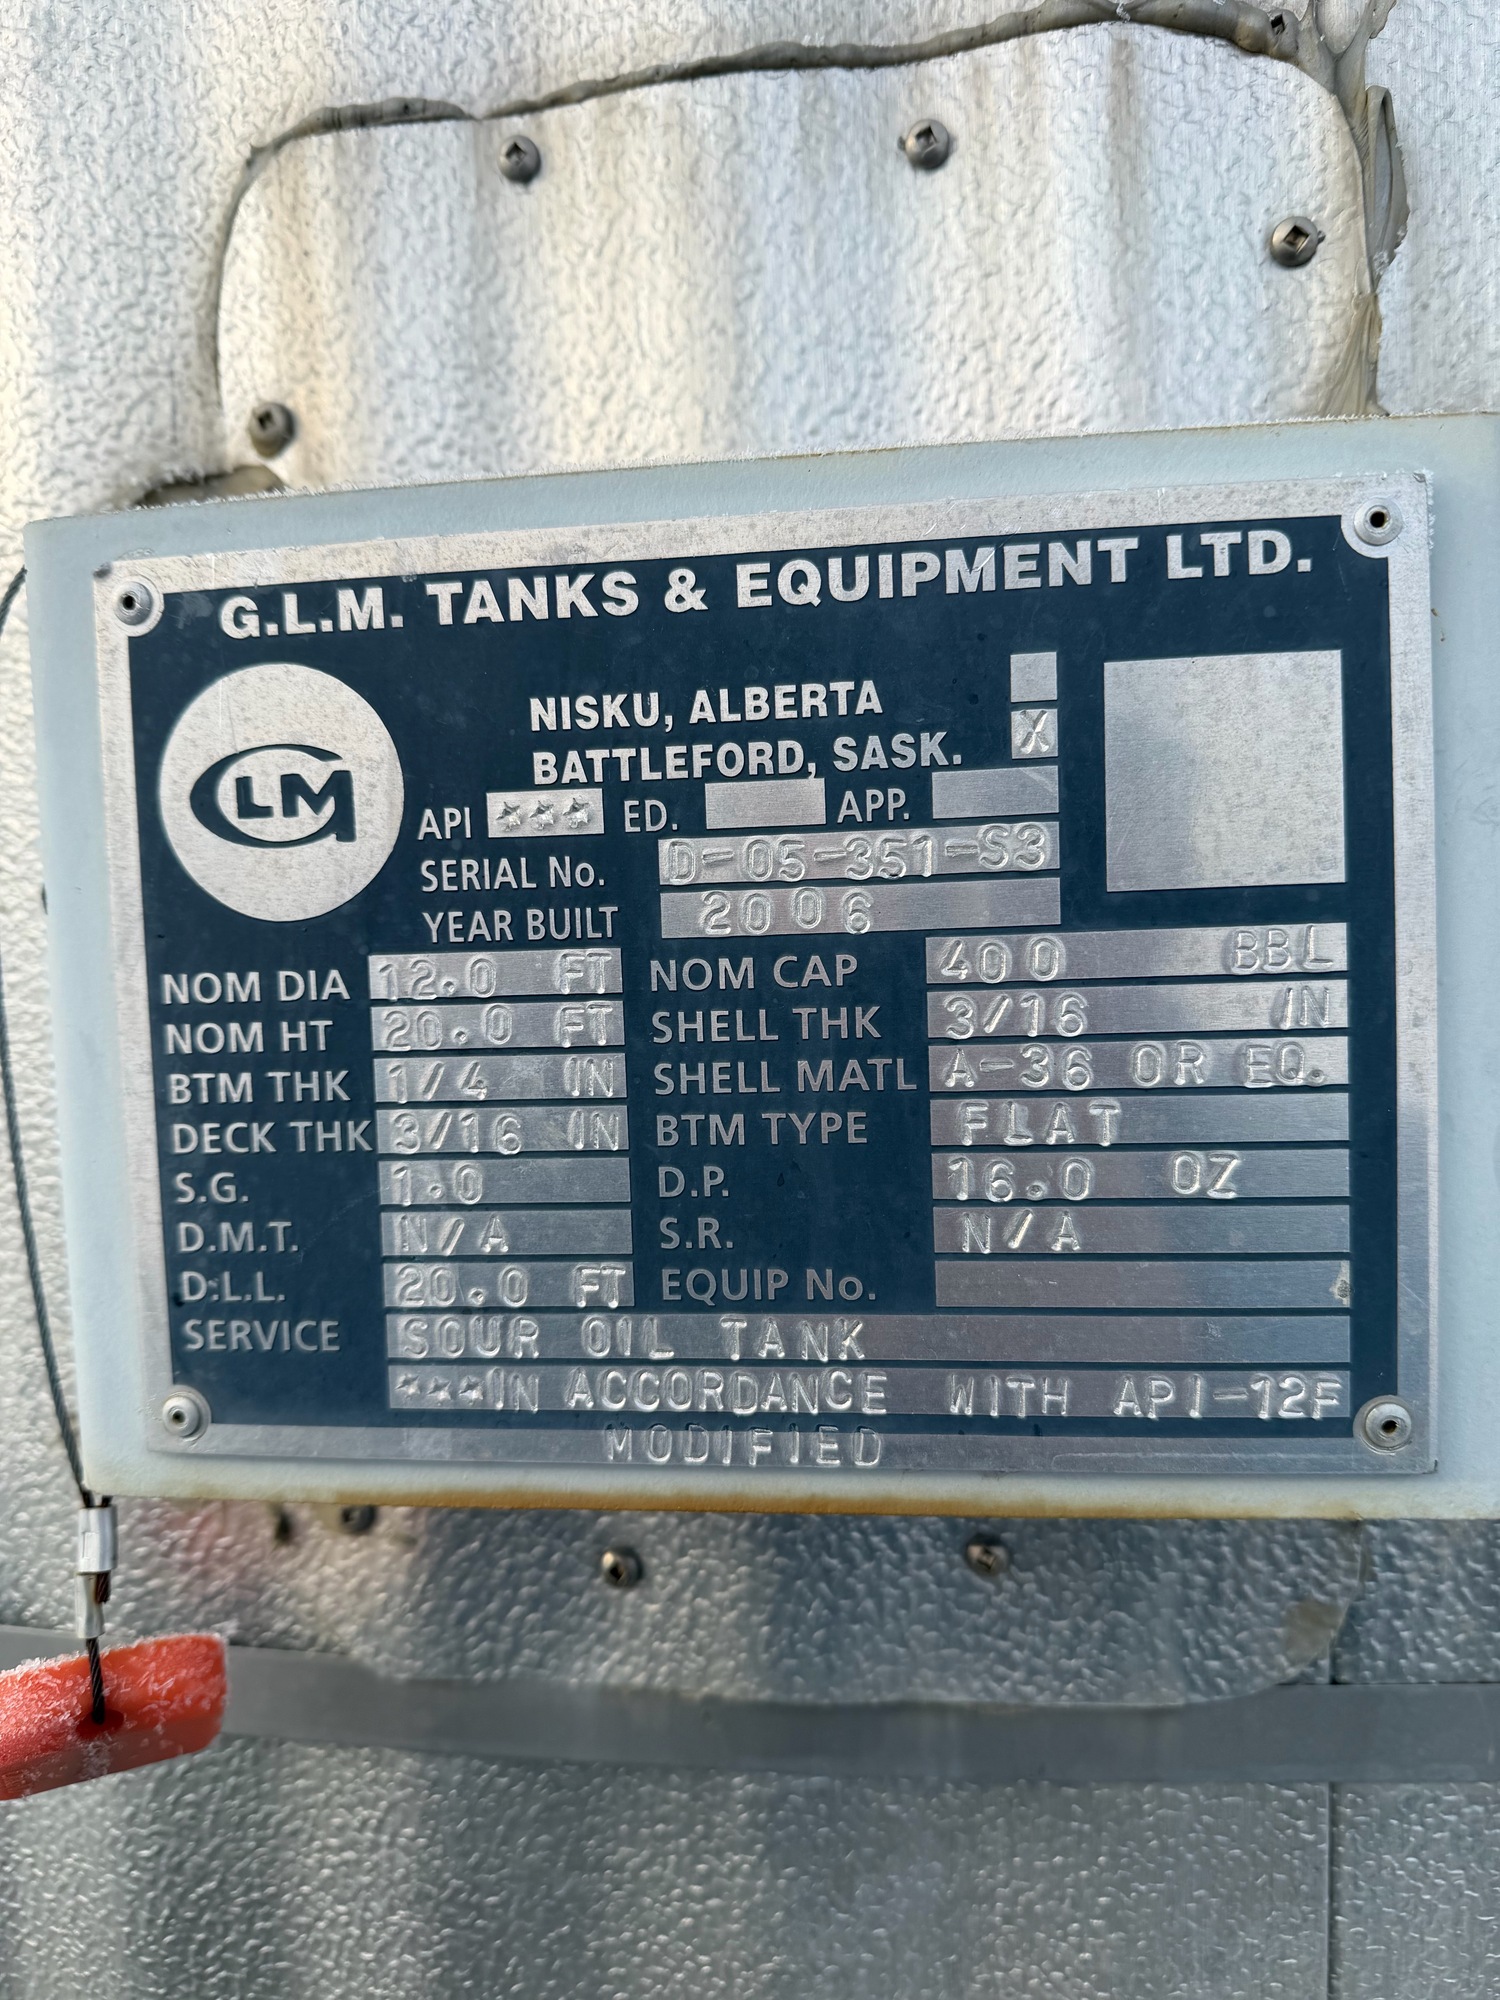 G.L.M. TANKS & EQUIPMENT LTD.
GLM
NISKU, ALBERTA
BATTLEFORD, SASK. X
API *** ED. APP.
SERIAL No. D-05-351-S3
YEAR BUILT 2006
NOM DIA 12.0 FT NOM CAP 400 BBL
NOM HT 20.0 FT SHELL THK 3/16 IN
BTM THK 1/4 IN SHELL MATL A-36 OR EQ.
DECK THK 3/16 IN BTM TYPE FLAT
S.G. 1.0 D.P. 16.0 OZ
D.M.T. N/A S.R. N/A
D.L.L. 20.0 FT EQUIP No.
SERVICE SOUR OIL TANK
***IN ACCORDANCE WITH API-12F
MODIFIED